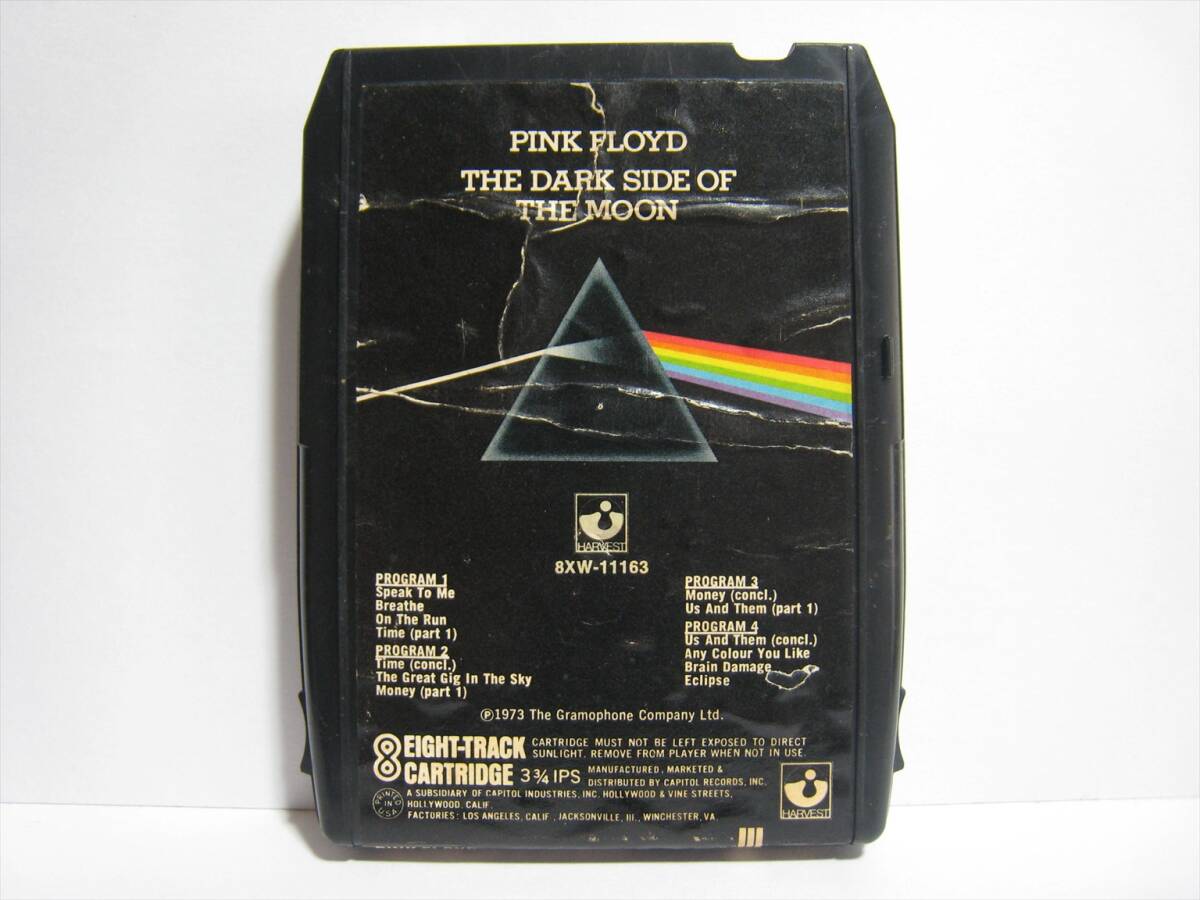 PINK FLOYD
THE DARK SIDE OF
THE MOON
HARVEST
8XW-11163
PROGRAM 1
Speak To Me
Breathe
On The Run
Time (part 1)
PROGRAM 2
Time (concl.)
The Great Gig In The Sky
Money (part 1)
PROGRAM 3
Money (concl.)
Us And Them (part 1)
PROGRAM 4
Us And Them (concl.)
Any Colour You Like
Brain Damage
Eclipse
Ⓟ1973 The Gramophone Company Ltd.
8 EIGHT-TRACK
CARTRIDGE
CARTRIDGE MUST NOT BE LEFT EXPOSED TO DIRECT
SUNLIGHT. REMOVE FROM PLAYER WHEN NOT IN USE.
3 ¾ IPS
MANUFACTURED, MARKETED &
DISTRIBUTED BY CAPITOL RECORDS, INC.
PRINTED IN U.S.A.
A SUBSIDIARY OF CAPITOL INDUSTRIES, INC. HOLLYWOOD & VINE STREETS,
HOLLYWOOD, CALIF.
FACTORIES: LOS ANGELES, CALIF., JACKSONVILLE, Ill., WINCHESTER, VA.
HARVEST